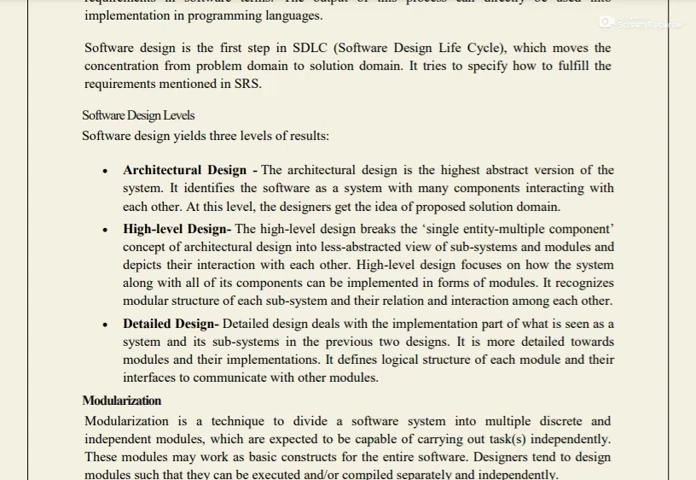 implementation in programming languages.
Software design is the first step in SDLC (Software Design Life Cycle), which moves the
concentration from problem domain to solution domain. It tries to specify how to fulfill the
requirements mentioned in SRS.
Software Design Levels
Software design yields three levels of results:
• Architectural Design - The architectural design is the highest abstract version of the
system. It identifies the software as a system with many components interacting with
each other. At this level, the designers get the idea of proposed solution domain.
• High-level Design- The high-level design breaks the ‘single entity-multiple component’
concept of architectural design into less-abstracted view of sub-systems and modules and
depicts their interaction with each other. High-level design focuses on how the system
along with all of its components can be implemented in forms of modules. It recognizes
modular structure of each sub-system and their relation and interaction among each other.
• Detailed Design- Detailed design deals with the implementation part of what is seen as a
system and its sub-systems in the previous two designs. It is more detailed towards
modules and their implementations. It defines logical structure of each module and their
interfaces to communicate with other modules.
Modularization
Modularization is a technique to divide a software system into multiple discrete and
independent modules, which are expected to be capable of carrying out task(s) independently.
These modules may work as basic constructs for the entire software. Designers tend to design
modules such that they can be executed and/or compiled separately and independently.